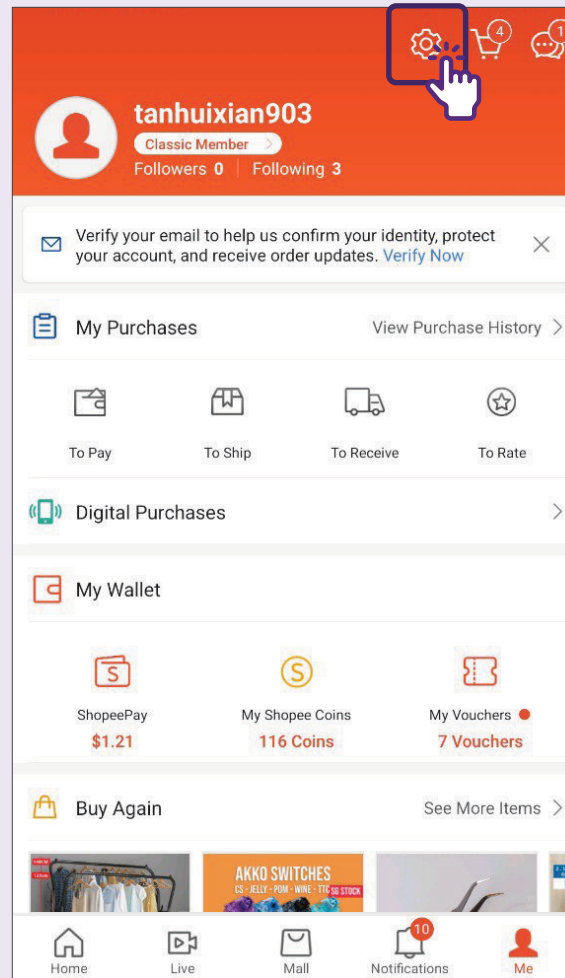 4
1
tanhuixian903
Classic Member
Followers 0 Following 3
Verify your email to help us confirm your identity, protect
your account, and receive order updates. Verify Now
My Purchases View Purchase History
To Pay To Ship To Receive To Rate
Digital Purchases
My Wallet
ShopeePay My Shopee Coins My Vouchers
$1.21 116 Coins 7 Vouchers
Buy Again See More Items
AKKO SWITCHES
CS - JELLY - POM - WINE - TTC SG STOCK
10
Home Live Mall Notifications Me